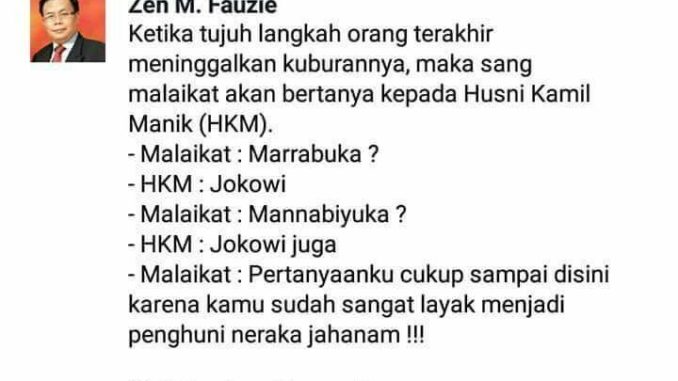 Zen M. Fauzie
Ketika tujuh langkah orang terakhir
meninggalkan kuburannya, maka sang
malaikat akan bertanya kepada Husni Kamil
Manik (HKM).
- Malaikat : Marrabuka ?
- HKM : Jokowi
- Malaikat : Mannabiyuka ?
- HKM : Jokowi juga
- Malaikat : Pertanyaanku cukup sampai disini
karena kamu sudah sangat layak menjadi
penghuni neraka jahanam !!!